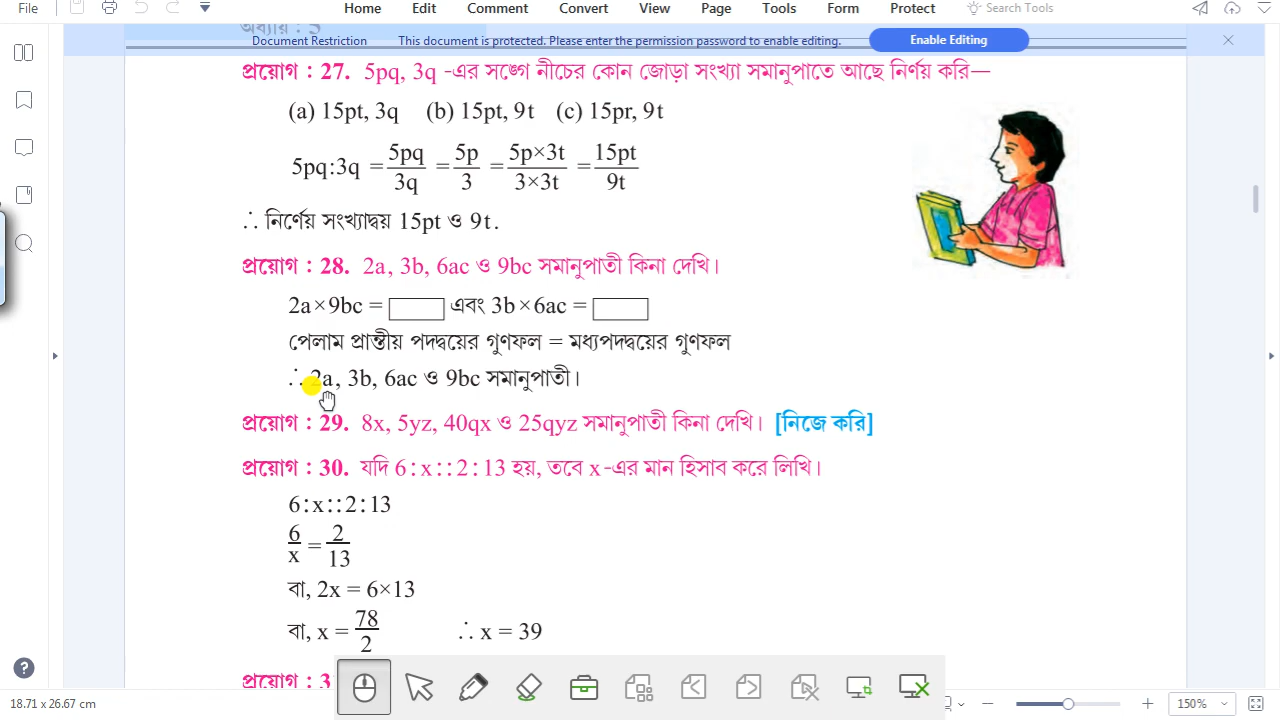 File Home Edit Comment Convert View Page Tools Form Protect Search Tools
অধ্যায় : 5
Document Restriction This document is protected. Please enter the permission password to enable editing. Enable Editing
প্রয়োগ : 27. 5pq, 3q -এর সঙ্গে নীচের কোন জোড়া সংখ্যা সমানুপাতে আছে নির্ণয় করি—
(a) 15pt, 3q (b) 15pt, 9t (c) 15pr, 9t
5pq:3q = 5pq/3q = 5p/3 = 5p×3t/3×3t = 15pt/9t
∴ নির্ণেয় সংখ্যাদ্বয় 15pt ও 9t.
প্রয়োগ : 28. 2a, 3b, 6ac ও 9bc সমানুপাতী কিনা দেখি।
2a×9bc = এবং 3b×6ac =
পেলাম প্রান্তীয় পদদ্বয়ের গুণফল = মধ্যপদদ্বয়ের গুণফল
∴ 2a, 3b, 6ac ও 9bc সমানুপাতী।
প্রয়োগ : 29. 8x, 5yz, 40qx ও 25qyz সমানুপাতী কিনা দেখি। [নিজে করি]
প্রয়োগ : 30. যদি 6:x::2:13 হয়, তবে x-এর মান হিসাব করে লিখি।
6:x::2:13
6/x = 2/13
বা, 2x = 6×13
বা, x = 78/2 ∴ x = 39
প্রয়োগ : 3
18.71 x 26.67 cm 150%